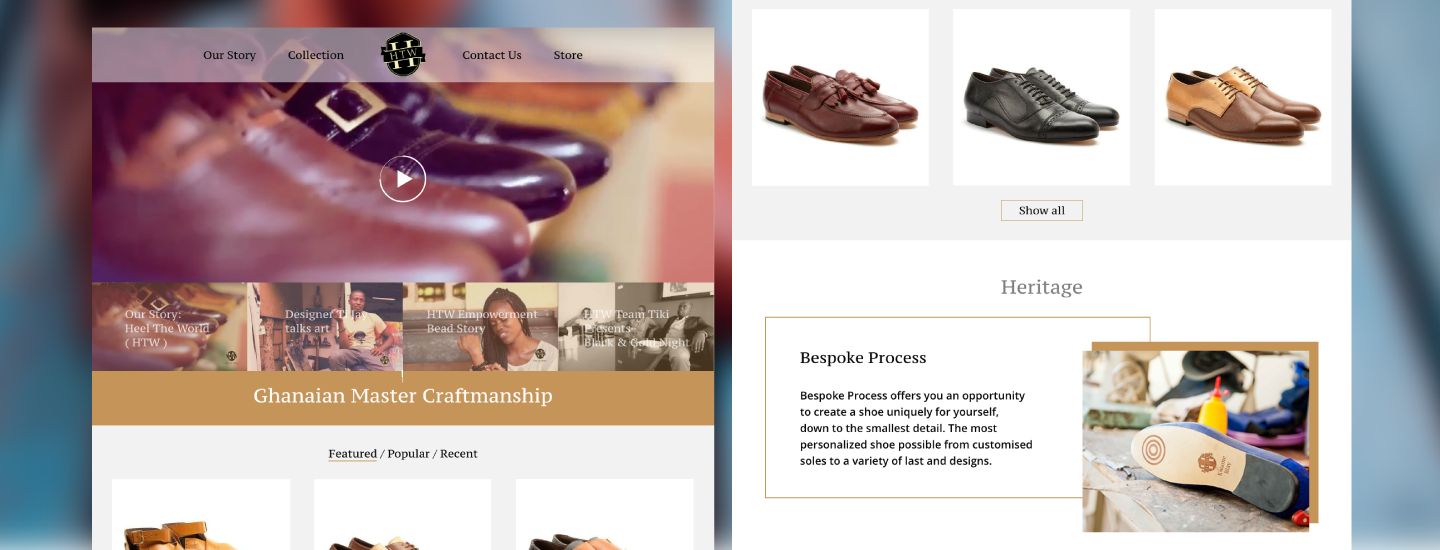 Our Story
Collection
HTW
Contact Us
Store
Our Story:
Heel The World
( HTW )
Designer T. Jay
talks art
HTW Empowerment
Bead Story
HTW Team Tiki
Presents
Black & Gold Night
Ghanaian Master Craftmanship
Featured / Popular / Recent
Show all
Heritage
Bespoke Process
Bespoke Process offers you an opportunity
to create a shoe uniquely for yourself,
down to the smallest detail. The most
personalized shoe possible from customised
soles to a variety of last and designs.